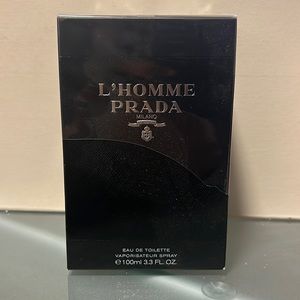 L'HOMME
PRADA
MILANO
EAU DE TOILETTE
VAPORISATEUR SPRAY
℮100ml 3.3 FL. OZ.